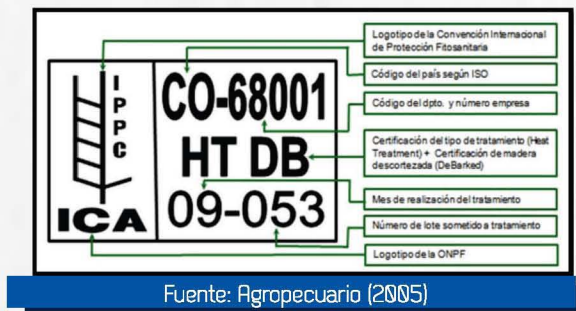 IPPC
ICA
CO-68001
HT DB
09-053
Logotipo de la Convención Internacional
de Protección Fitosanitaria
Código del país según ISO
Código del dpto. y número empresa
Certificación del tipo de tratamiento (Heat
Treatment) + Certificación de madera
descortezada (DeBarked)
Mes de realización del tratamiento
Número de lote sometido a tratamiento
Logotipo de la ONPF
Fuente: Agropecuario (2005)